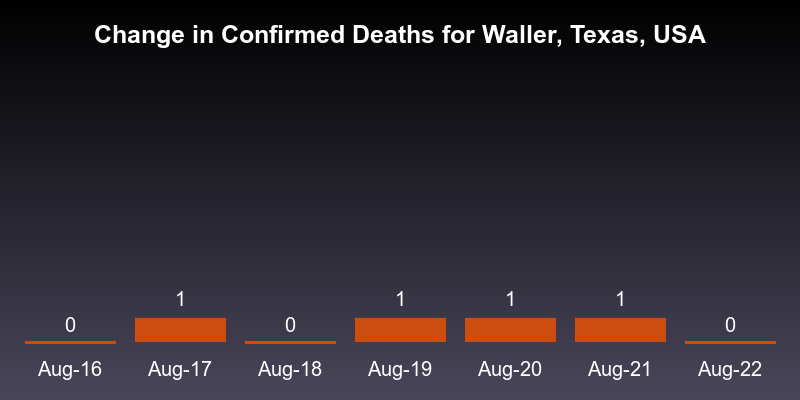 Change in Confirmed Deaths for Waller, Texas, USA
0 1 0 1 1 1 0
Aug-16 Aug-17 Aug-18 Aug-19 Aug-20 Aug-21 Aug-22